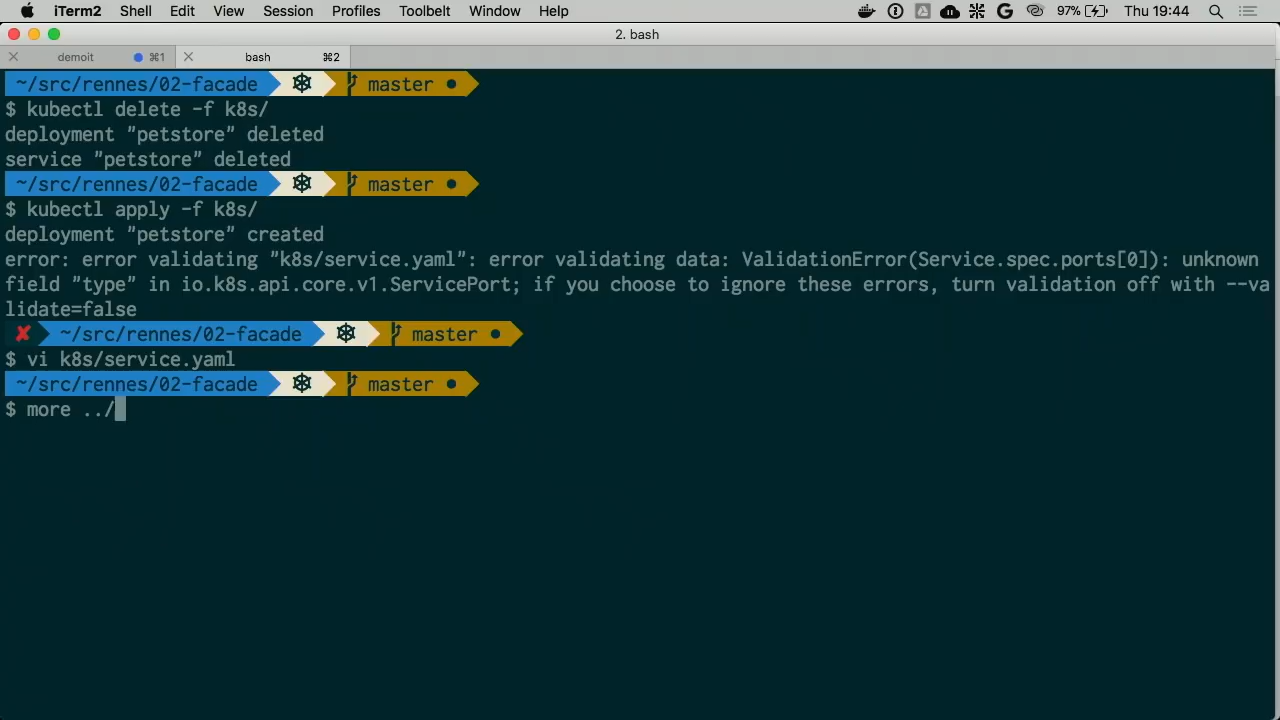 iTerm2 Shell Edit View Session Profiles Toolbelt Window Help 97% Thu 19:44
2. bash
demoit ⌘1 bash ⌘2
~/src/rennes/02-facade master
$ kubectl delete -f k8s/
deployment "petstore" deleted
service "petstore" deleted
~/src/rennes/02-facade master
$ kubectl apply -f k8s/
deployment "petstore" created
error: error validating "k8s/service.yaml": error validating data: ValidationError(Service.spec.ports[0]): unknown
field "type" in io.k8s.api.core.v1.ServicePort; if you choose to ignore these errors, turn validation off with --va
lidate=false
✘ ~/src/rennes/02-facade master
$ vi k8s/service.yaml
~/src/rennes/02-facade master
$ more ../